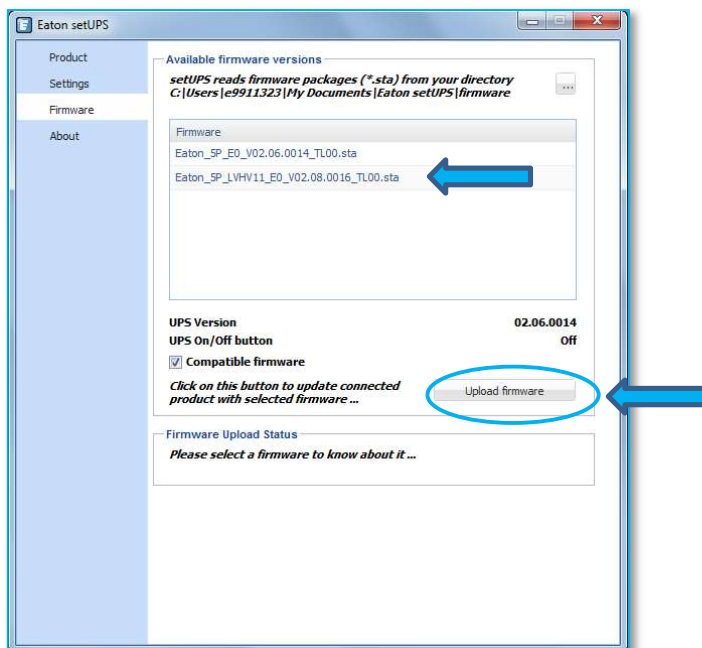 Eaton setUPS
Product
Settings
Firmware
About
Available firmware versions
setUPS reads firmware packages (*.sta) from your directory
C:|Users|e9911323|My Documents|Eaton setUPS|firmware
...
Firmware
Eaton_5P_E0_V02.06.0014_TL00.sta
Eaton_5P_LVHV11_E0_V02.08.0016_TL00.sta
UPS Version 02.06.0014
UPS On/Off button Off
Compatible firmware
Click on this button to update connected
product with selected firmware ...
Upload firmware
Firmware Upload Status
Please select a firmware to know about it ...